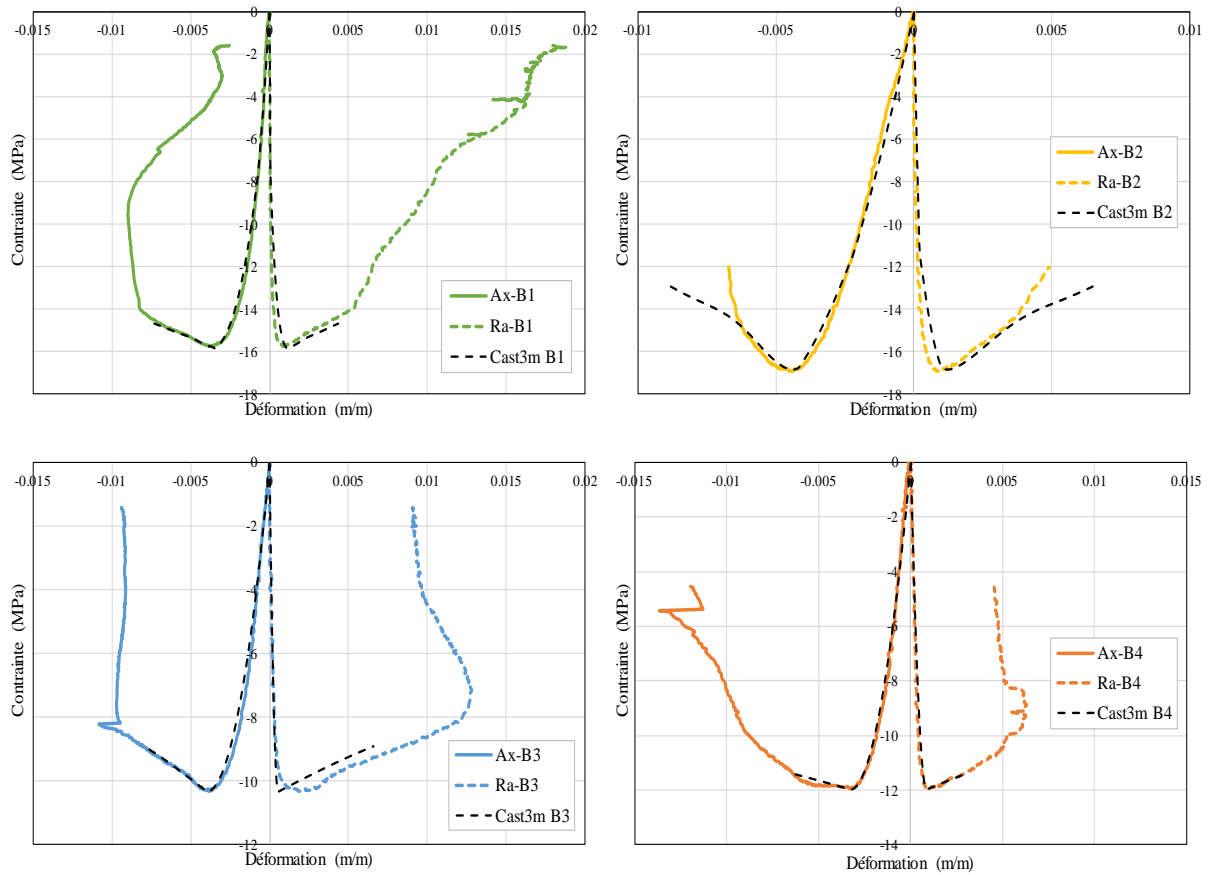 -0.015 -0.01 -0.005 0 0.005 0.01 0.015 0.02
0
-2
-4
-6
-8
-10
-12
-14
-16
-18
Contrainte (MPa)
Déformation (m/m)
Ax-B1
Ra-B1
Cast3m B1
-0.01 -0.005 0 0.005 0.01
0
-2
-4
-6
-8
-10
-12
-14
-16
-18
Contrainte (MPa)
Déformation (m/m)
Ax-B2
Ra-B2
Cast3m B2
-0.015 -0.01 -0.005 0 0.005 0.01 0.015 0.02
0
-2
-4
-6
-8
-10
-12
Contrainte (MPa)
Déformation (m/m)
Ax-B3
Ra-B3
Cast3m B3
-0.015 -0.01 -0.005 0 0.005 0.01 0.015
0
-2
-4
-6
-8
-10
-12
-14
Contrainte (MPa)
Déformation (m/m)
Ax-B4
Ra-B4
Cast3m B4